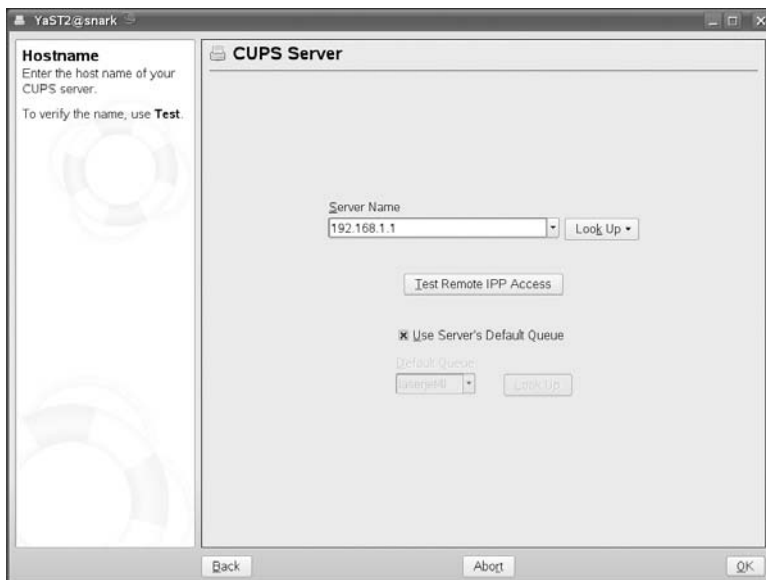 YaST2@snark
Hostname
Enter the host name of your
CUPS server.
To verify the name, use Test.
CUPS Server
Server Name
192.168.1.1
Look Up
Test Remote IPP Access
Use Server's Default Queue
Default Queue
Look Up
Back
Abort
OK